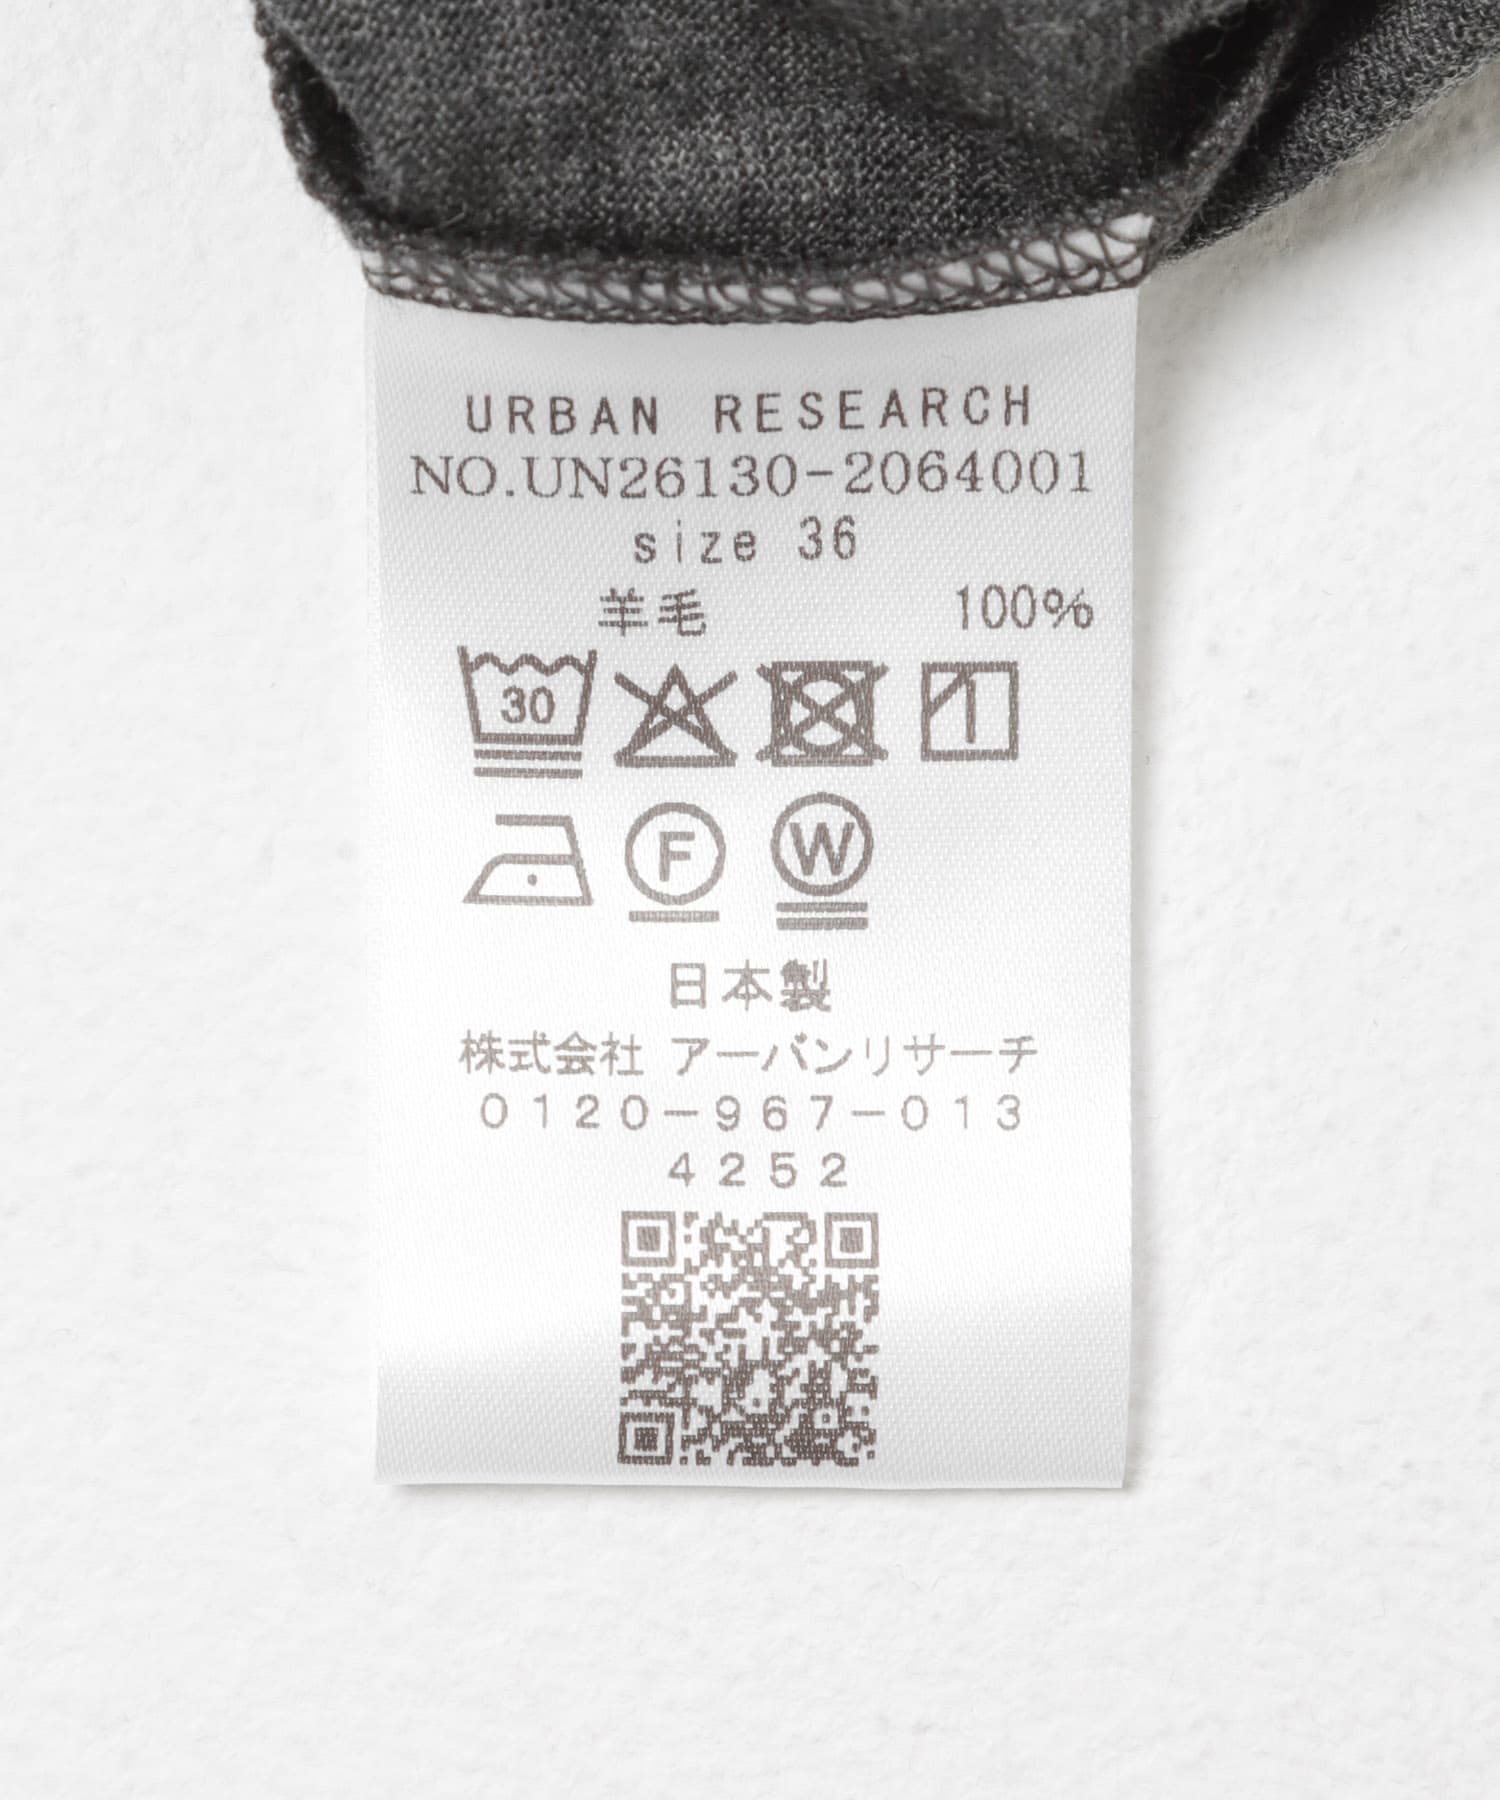 URBAN RESEARCH
NO.UN26130-2064001
size 36
羊毛 100%
30
F W
日本製
株式会社 アーバンリサーチ
0120-967-013
4252